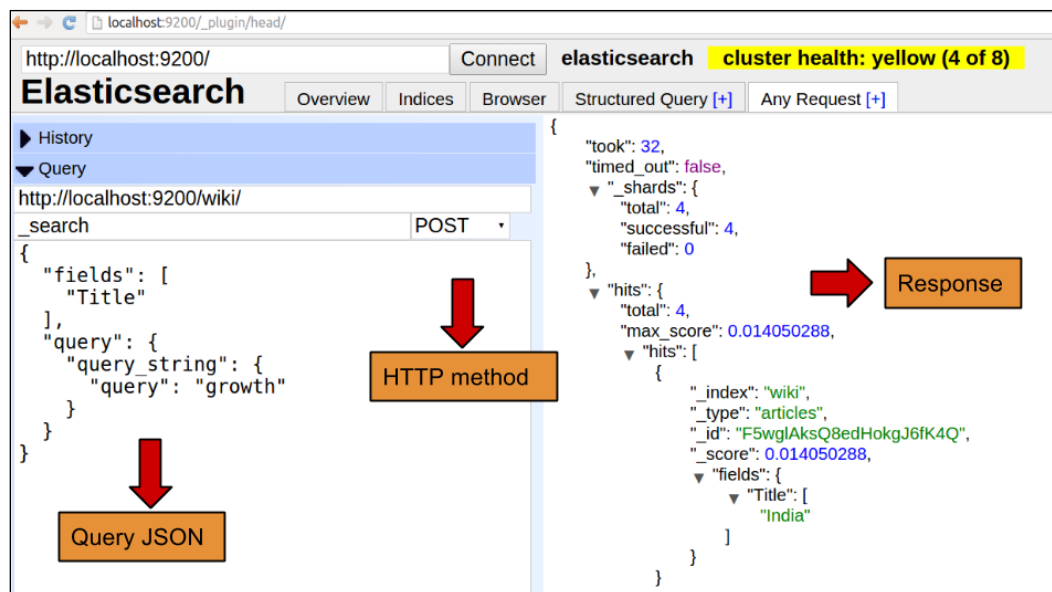 localhost:9200/_plugin/head/
http://localhost:9200/ Connect elasticsearch cluster health: yellow (4 of 8)
Elasticsearch Overview Indices Browser Structured Query [+] Any Request [+]
History
Query
http://localhost:9200/wiki/
_search POST
{
"fields": [
"Title"
],
"query": {
"query_string": {
"query": "growth"
}
}
}
HTTP method
Query JSON
{
"took": 32,
"timed_out": false,
"_shards": {
"total": 4,
"successful": 4,
"failed": 0
},
"hits": {
"total": 4,
"max_score": 0.014050288,
"hits": [
{
"_index": "wiki",
"_type": "articles",
"_id": "F5wglAksQ8edHokgJ6fK4Q",
"_score": 0.014050288,
"fields": {
"Title": [
"India"
]
}
}
Response